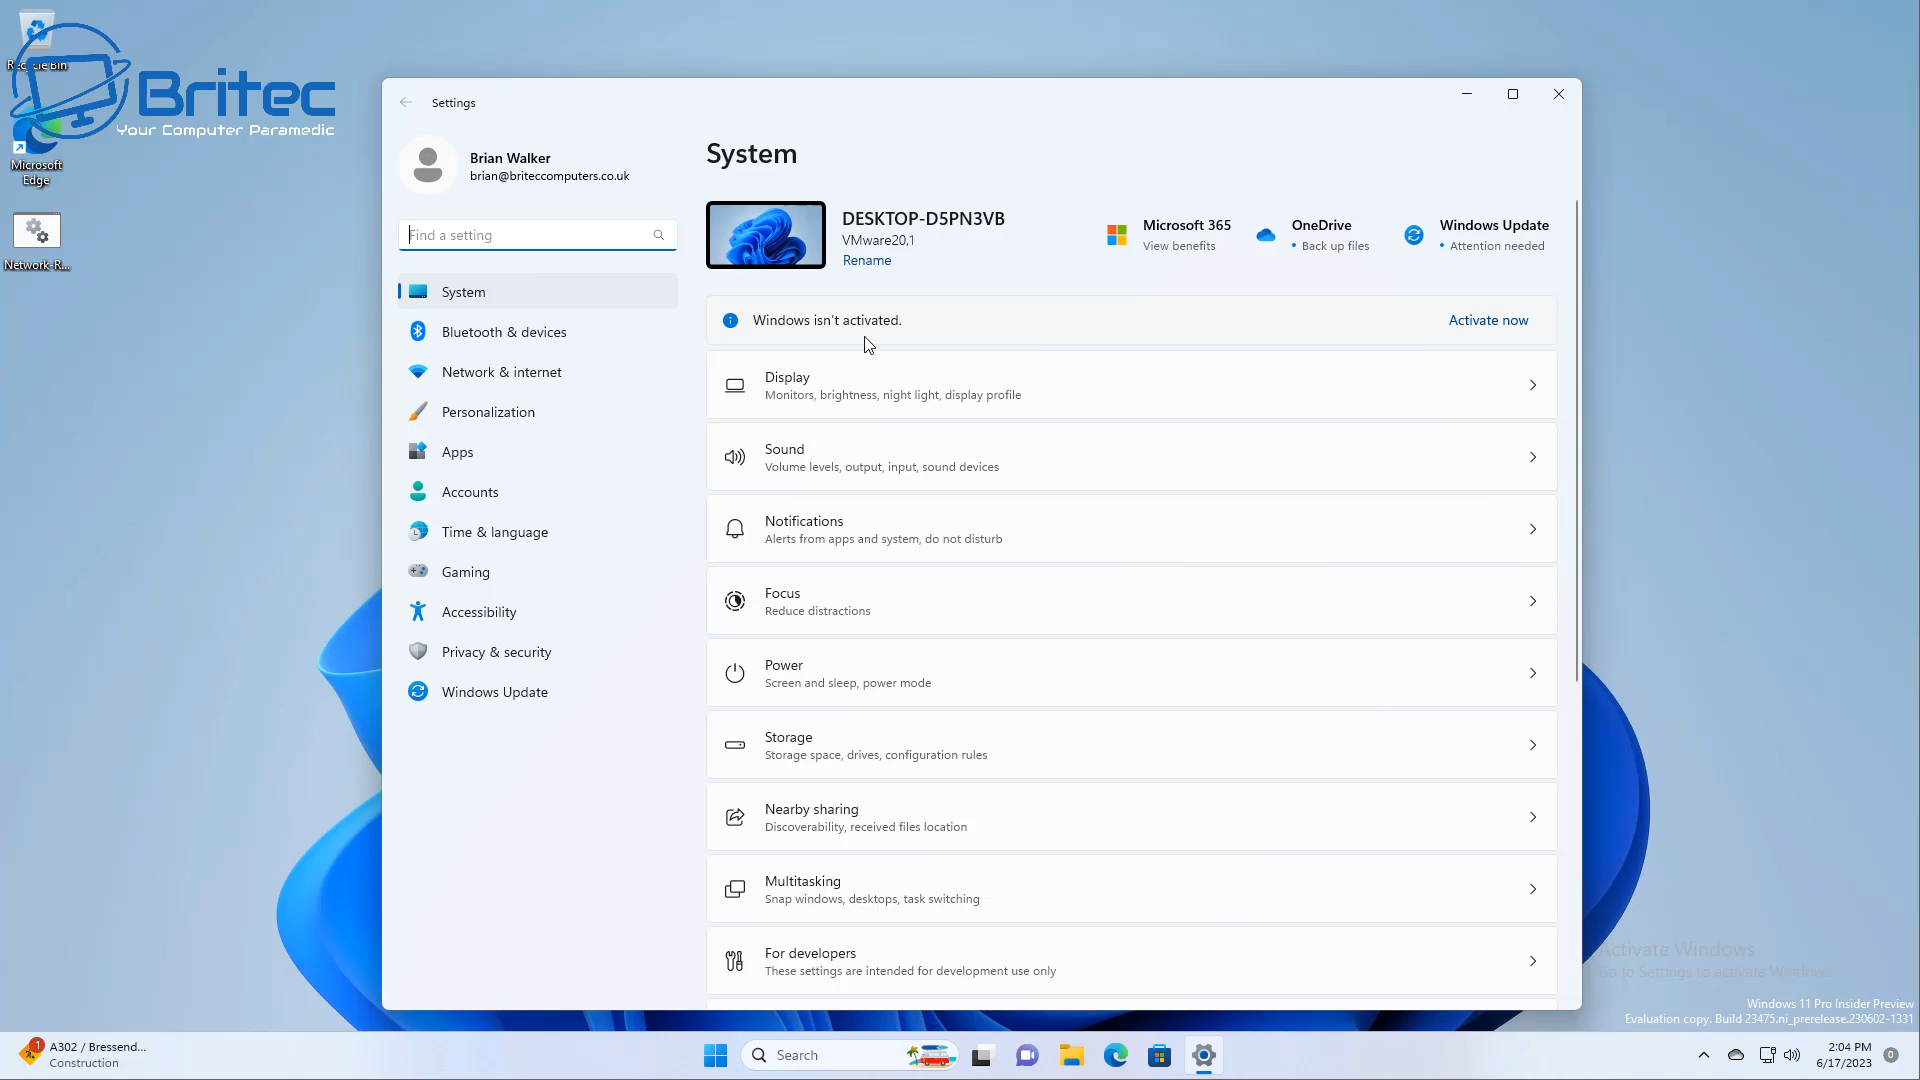 Recycle Bin
Britec
Your Computer Paramedic
Microsoft
Edge
Network-R...
Settings
Brian Walker
brian@briteccomputers.co.uk
Find a setting
System
Bluetooth & devices
Network & internet
Personalization
Apps
Accounts
Time & language
Gaming
Accessibility
Privacy & security
Windows Update
System
DESKTOP-D5PN3VB
VMware20,1
Rename
Microsoft 365
View benefits
OneDrive
• Back up files
Windows Update
• Attention needed
Windows isn't activated.
Activate now
Display
Monitors, brightness, night light, display profile
Sound
Volume levels, output, input, sound devices
Notifications
Alerts from apps and system, do not disturb
Focus
Reduce distractions
Power
Screen and sleep, power mode
Storage
Storage space, drives, configuration rules
Nearby sharing
Discoverability, received files location
Multitasking
Snap windows, desktops, task switching
For developers
These settings are intended for development use only
Activate Windows
Go to Settings to activate Windows.
Windows 11 Pro Insider Preview
Evaluation copy. Build 23475.ni_prerelease.230602-1331
1
A302 / Bressend...
Construction
Search
2:04 PM
6/17/2023
0